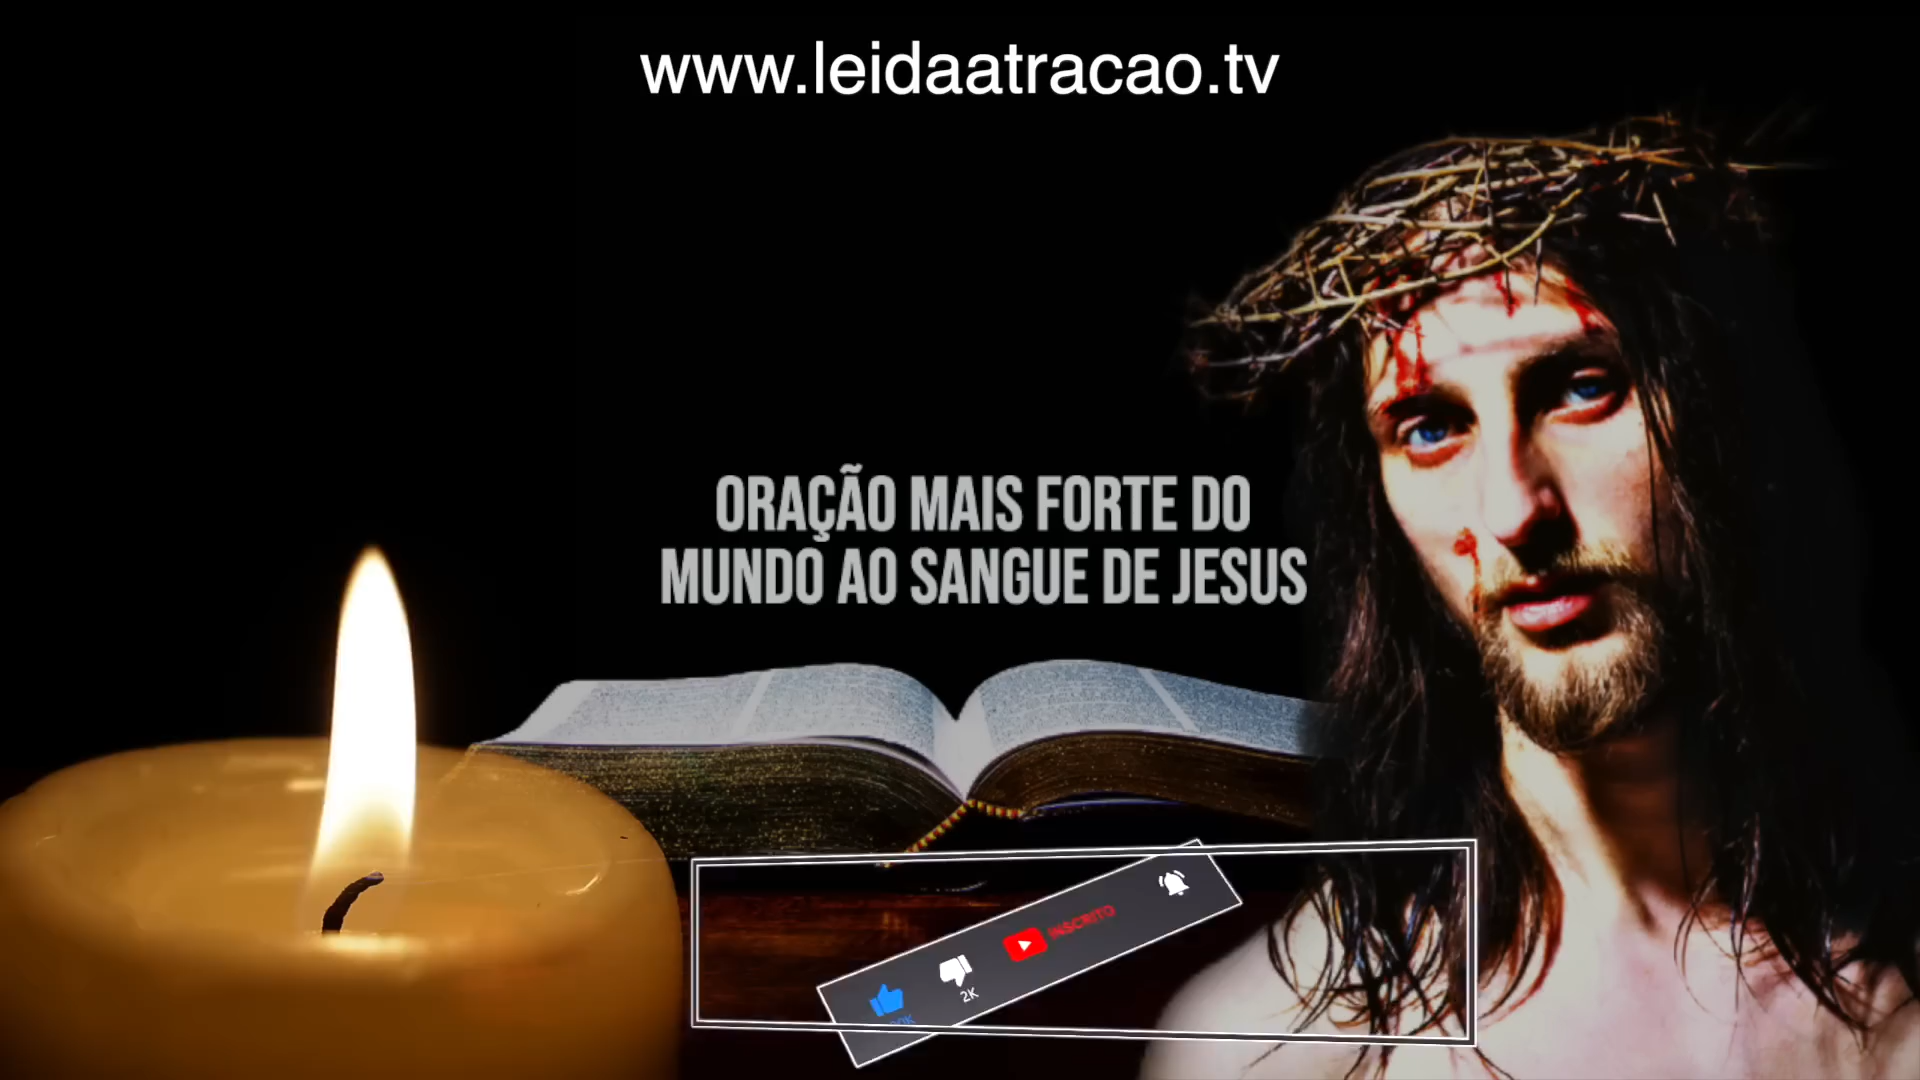 www.leidaatracao.tv
ORAÇÃO MAIS FORTE DO
MUNDO AO SANGUE DE JESUS
INSCRITO
2K